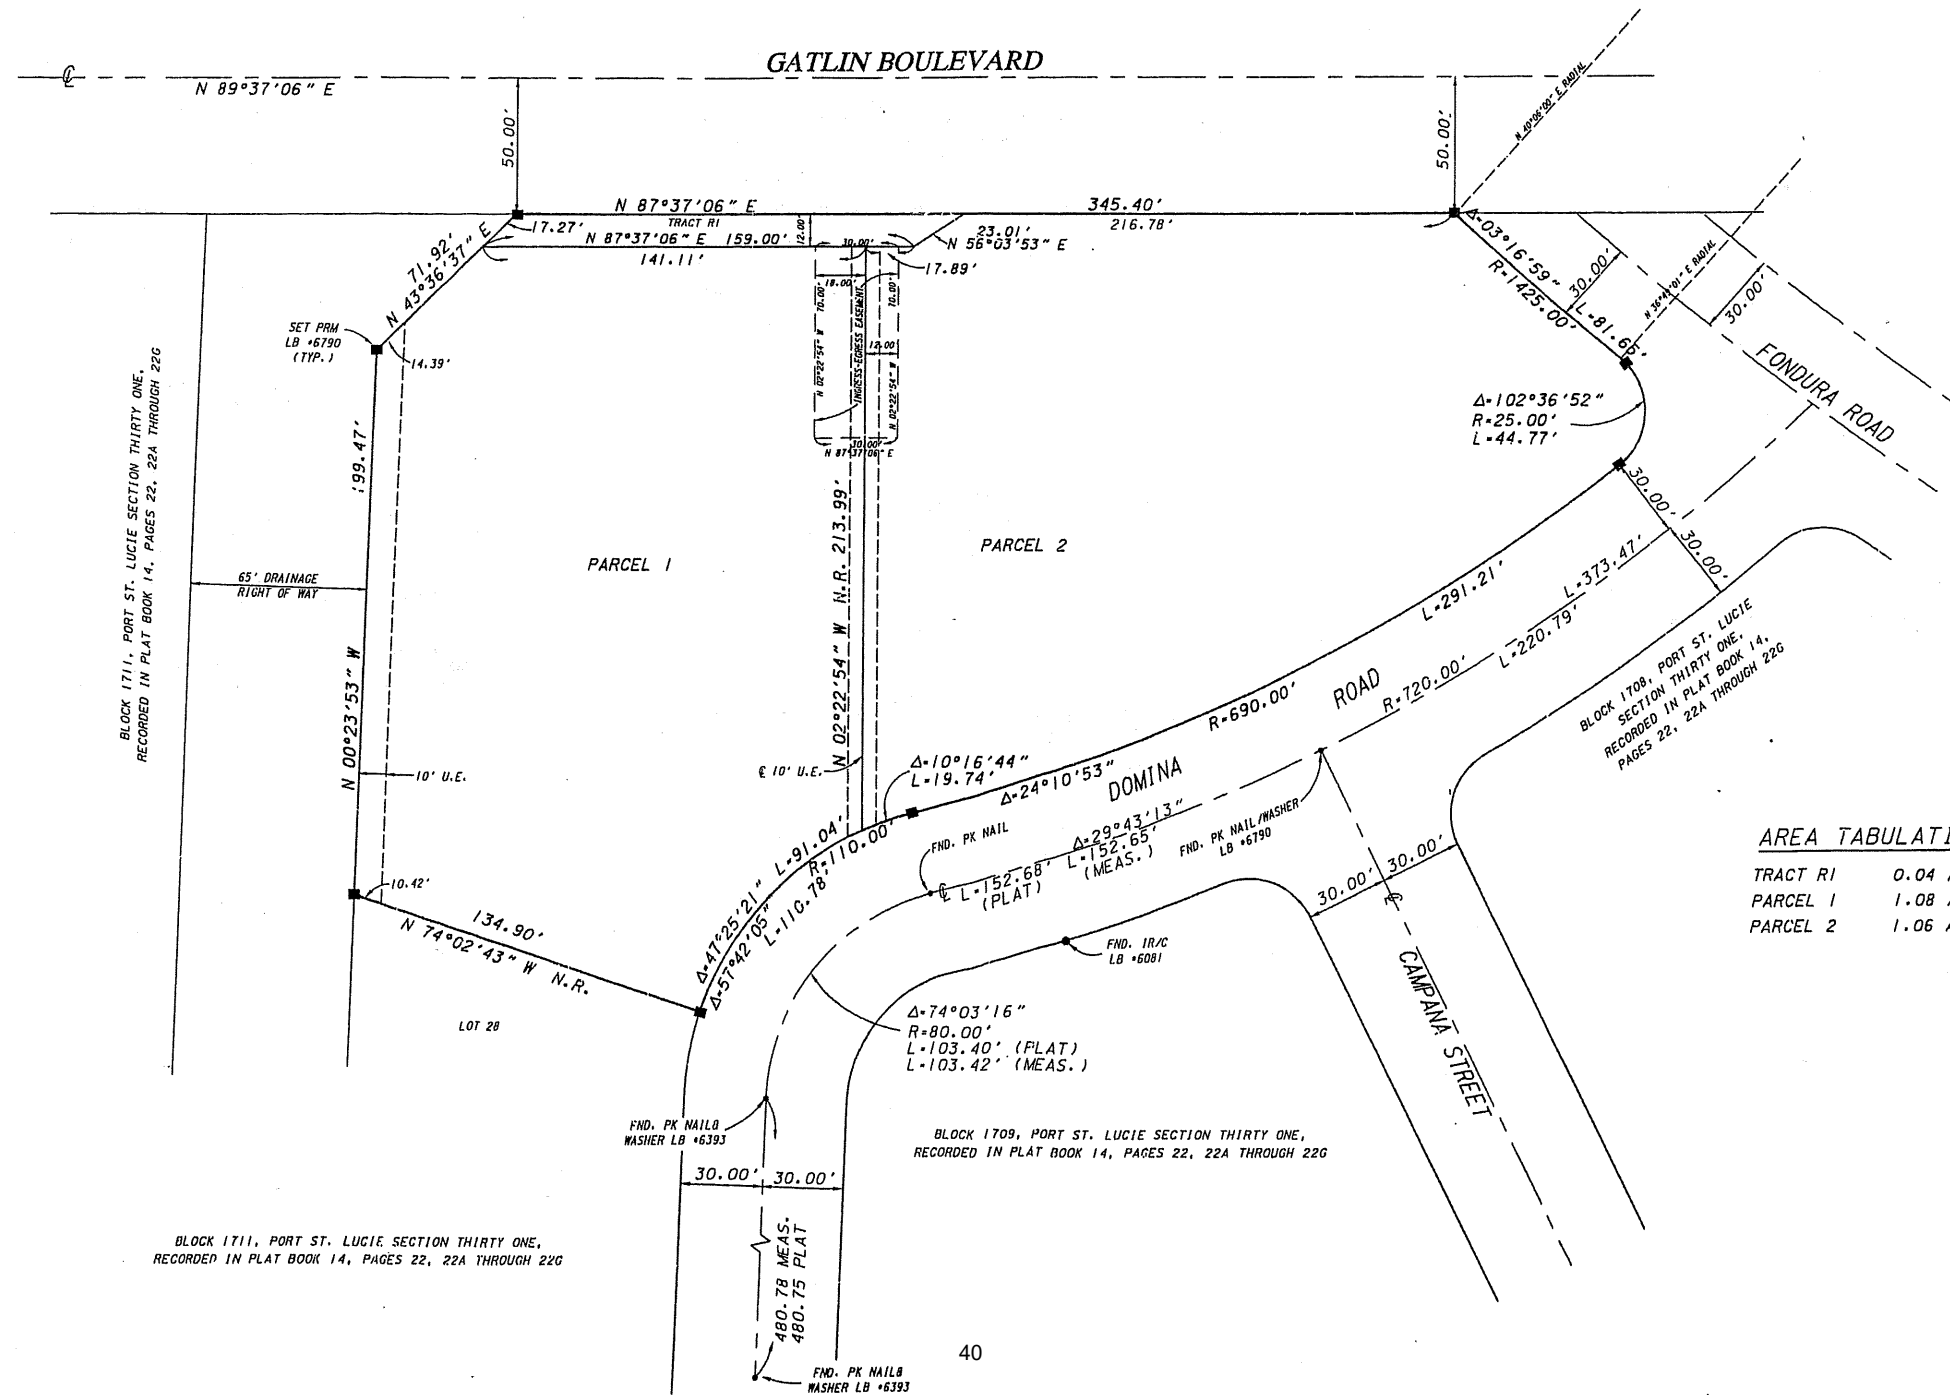 GATLIN BOULEVARD
℄
N 89°37'06" E
50.00'
50.00'
N 40°06'00" E RADIAL
N 87°37'06" E
345.40'
TRACT R1
216.78'
17.27'
N 87°37'06" E 159.00'
12.00'
30.00'
23.01'
N 56°03'53" E
141.11'
17.89'
71.92'
N 43°36'37" E
18.00'
N 02°22'54" W 70.00'
INGRESS-EGRESS EASEMENT
70.00'
N 02°22'54" W
12.00
30.00'
N 87°37'06" E
SET PRM
LB #6790
(TYP.)
14.39'
Δ=03°16'59"
R=1425.00'
L=81.65'
30.00'
N 36°49'01" E RADIAL
30.00'
FONDURA ROAD
Δ=102°36'52"
R=25.00'
L=44.77'
BLOCK 1711, PORT ST. LUCIE SECTION THIRTY ONE,
RECORDED IN PLAT BOOK 14, PAGES 22, 22A THROUGH 22G
199.47'
N 00°23'53" W
65' DRAINAGE
RIGHT OF WAY
PARCEL 1
PARCEL 2
N 02°22'54" W N.R. 213.99'
30.00'
30.00'
L=373.47'
L=291.21'
L=220.79'
R=720.00'
R=690.00'
ROAD
DOMINA
BLOCK 1708, PORT ST. LUCIE
SECTION THIRTY ONE,
RECORDED IN PLAT BOOK 14,
PAGES 22, 22A THROUGH 22G
10' U.E.
℄ 10' U.E.
Δ=10°16'44"
L=19.74'
Δ=24°10'53"
L=91.04'
R=110.00'
Δ=47°25'21"
Δ=57°42'05"
L=110.78'
FND. PK NAIL
Δ=29°43'13"
L=152.65'
(MEAS.)
℄ L=152.68'
(PLAT)
FND. PK NAIL/WASHER
LB #6790
30.00'
30.00'
℄
CAMPANA STREET
AREA TABULATI
TRACT R1 0.04
PARCEL 1 1.08
PARCEL 2 1.06
10.42'
134.90'
N 74°02'43" W N.R.
LOT 28
FND. IR/C
LB #6081
Δ=74°03'16"
R=80.00'
L=103.40' (PLAT)
L=103.42' (MEAS.)
FND. PK NAIL&
WASHER LB #6393
BLOCK 1709, PORT ST. LUCIE SECTION THIRTY ONE,
RECORDED IN PLAT BOOK 14, PAGES 22, 22A THROUGH 22G
30.00'
30.00'
480.78 MEAS.
480.75 PLAT
BLOCK 1711, PORT ST. LUCIE SECTION THIRTY ONE,
RECORDED IN PLAT BOOK 14, PAGES 22, 22A THROUGH 22G
40
FND. PK NAIL&
WASHER LB #6393